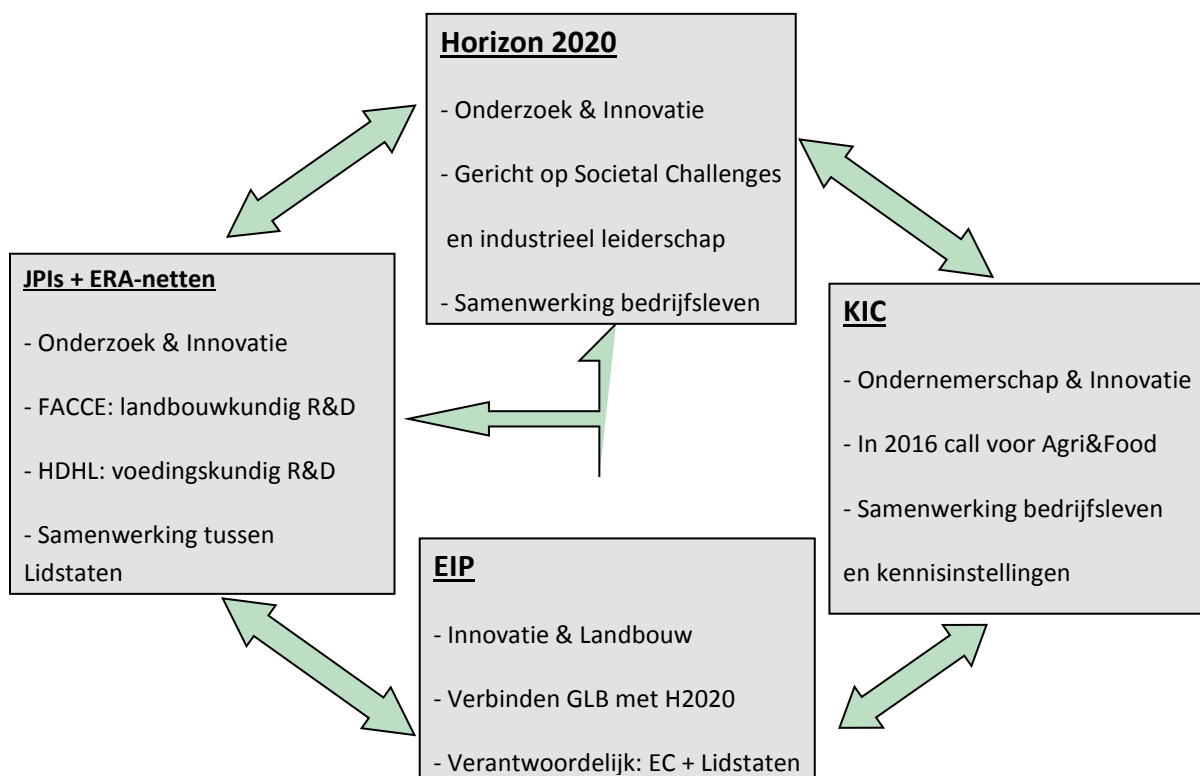 Horizon 2020
- Onderzoek & Innovatie
- Gericht op Societal Challenges
en industrieel leiderschap
- Samenwerking bedrijfsleven
JPIs + ERA-netten
- Onderzoek & Innovatie
- FACCE: landbouwkundig R&D
- HDHL: voedingskundig R&D
- Samenwerking tussen
Lidstaten
KIC
- Ondernemerschap & Innovatie
- In 2016 call voor Agri&Food
- Samenwerking bedrijfsleven
en kennisinstellingen
EIP
- Innovatie & Landbouw
- Verbinden GLB met H2020
- Verantwoordelijk: EC + Lidstaten